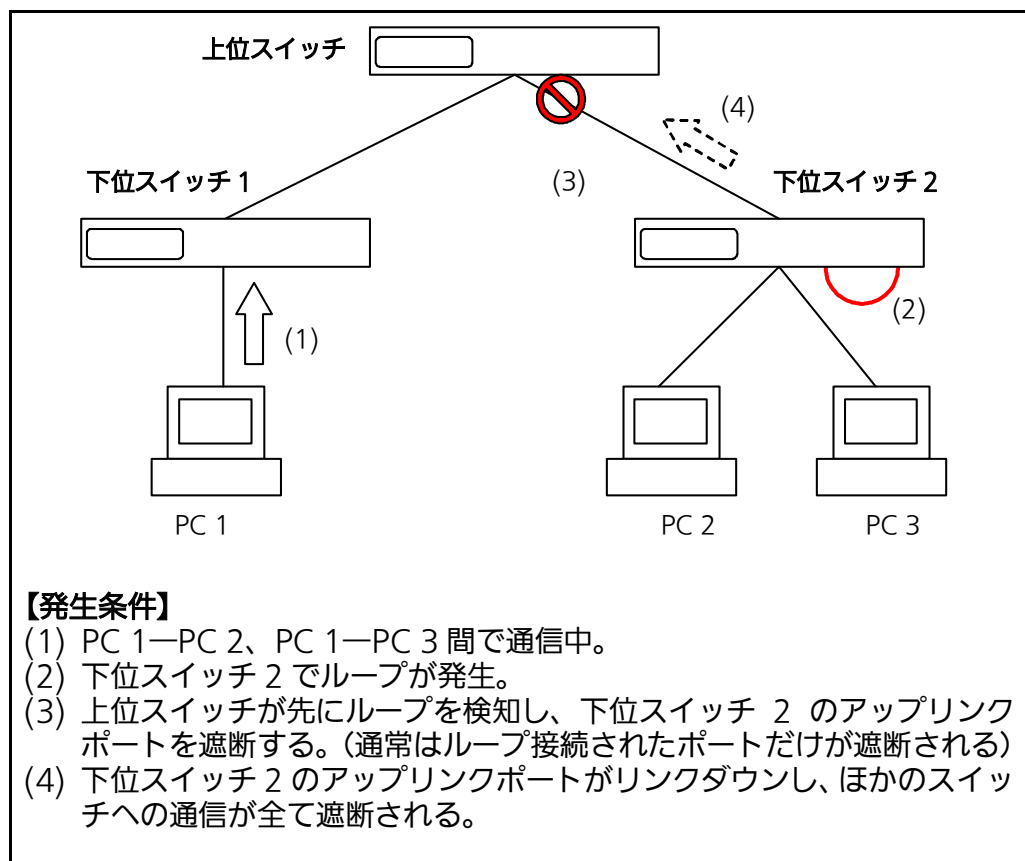 上位スイッチ
(4)
下位スイッチ 1
(3)
下位スイッチ 2
(2)
(1)
PC 1
PC 2
PC 3
【発生条件】
(1) PC 1―PC 2、PC 1―PC 3 間で通信中。
(2) 下位スイッチ 2 でループが発生。
(3) 上位スイッチが先にループを検知し、下位スイッチ 2 のアップリンク
ポートを遮断する。（通常はループ接続されたポートだけが遮断される）
(4) 下位スイッチ 2 のアップリンクポートがリンクダウンし、ほかのスイッ
チへの通信が全て遮断される。